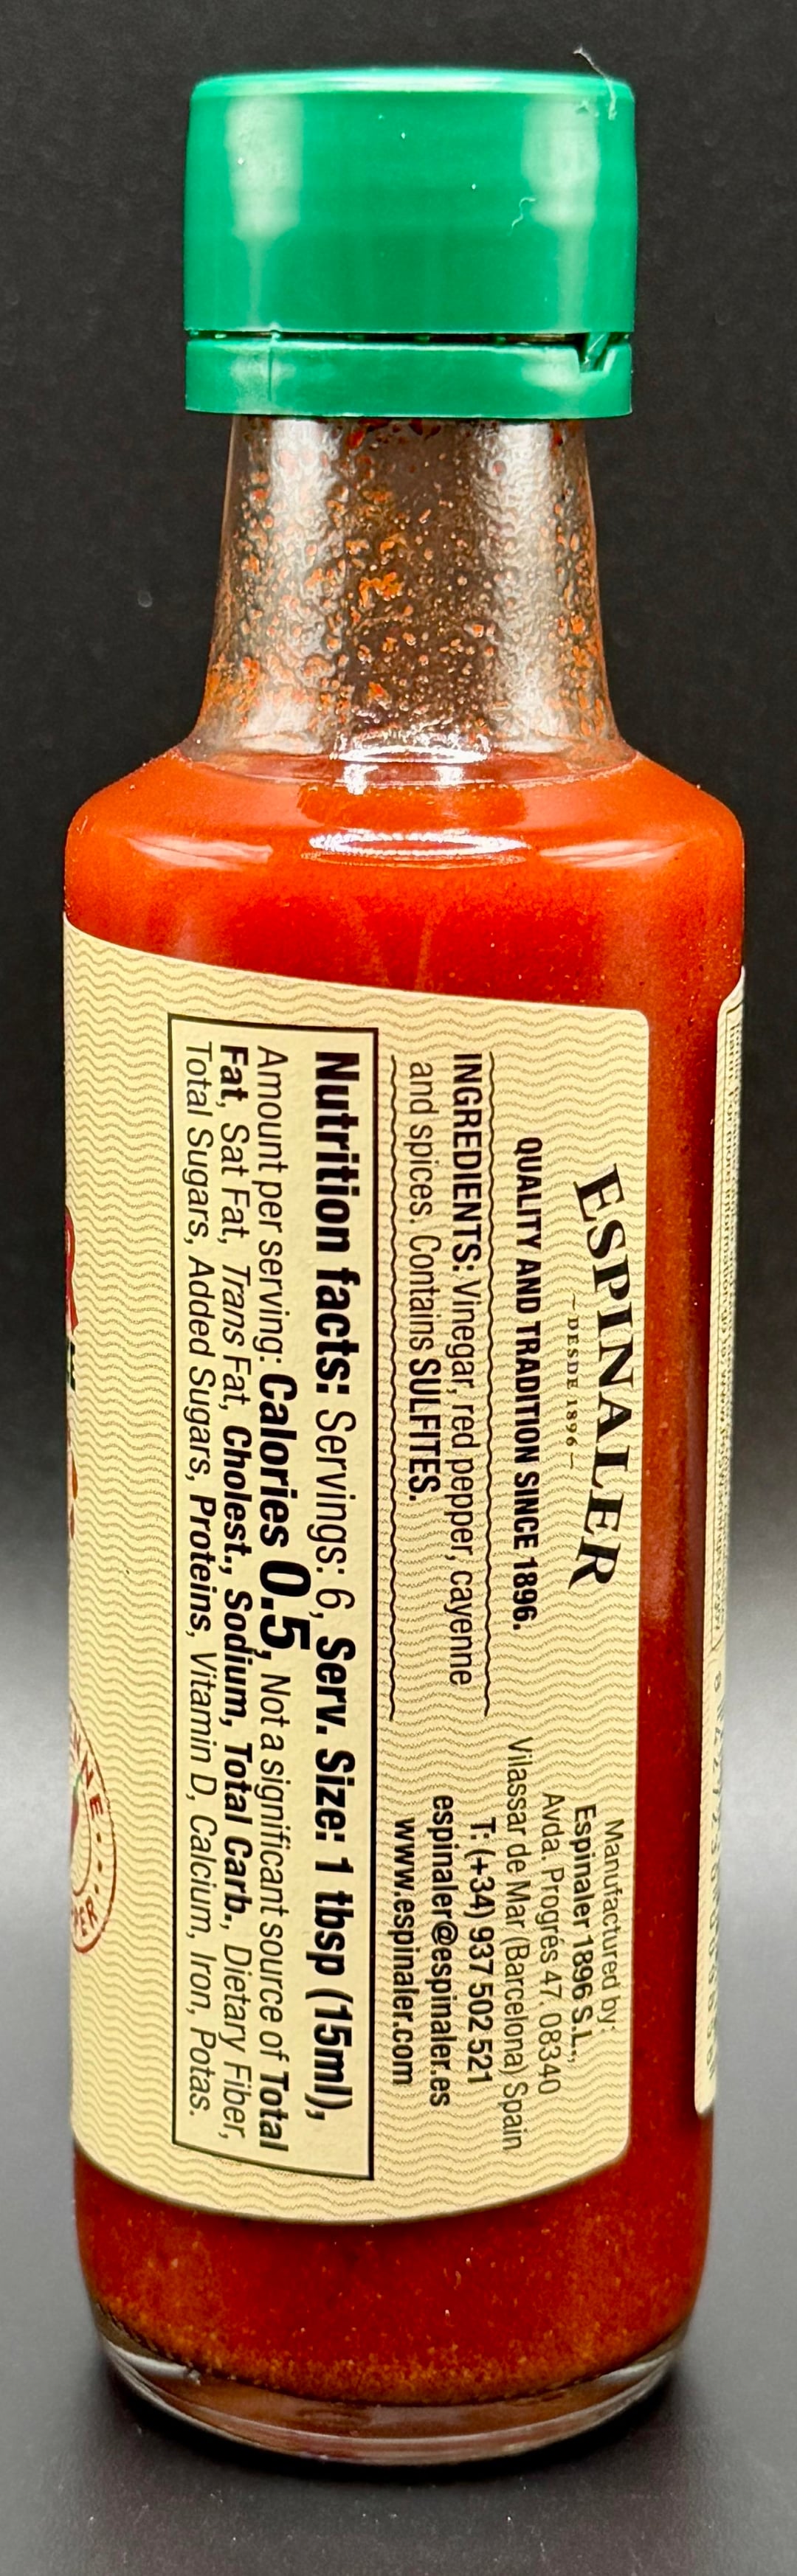 ESPINALER
DESDE 1896
QUALITY AND TRADITION SINCE 1896.
INGREDIENTS: Vinegar, red pepper, cayenne
and spices. Contains SULFITES.
Manufactured by:
Espinaler 1896 S.L.,
Avda. Progrés 47. 08340
Vilassar de Mar (Barcelona) Spain
T: (+34) 937 502 521
espinaler@espinaler.es
www.espinaler.com
Nutrition facts: Servings: 6, Serv. Size: 1 tbsp (15ml),
Amount per serving: Calories 0.5, Not a significant source of Total
Fat, Sat Fat, Trans Fat, Cholest., Sodium, Total Carb., Dietary Fiber,
Total Sugars, Added Sugars, Proteins, Vitamin D, Calcium, Iron, Potas.